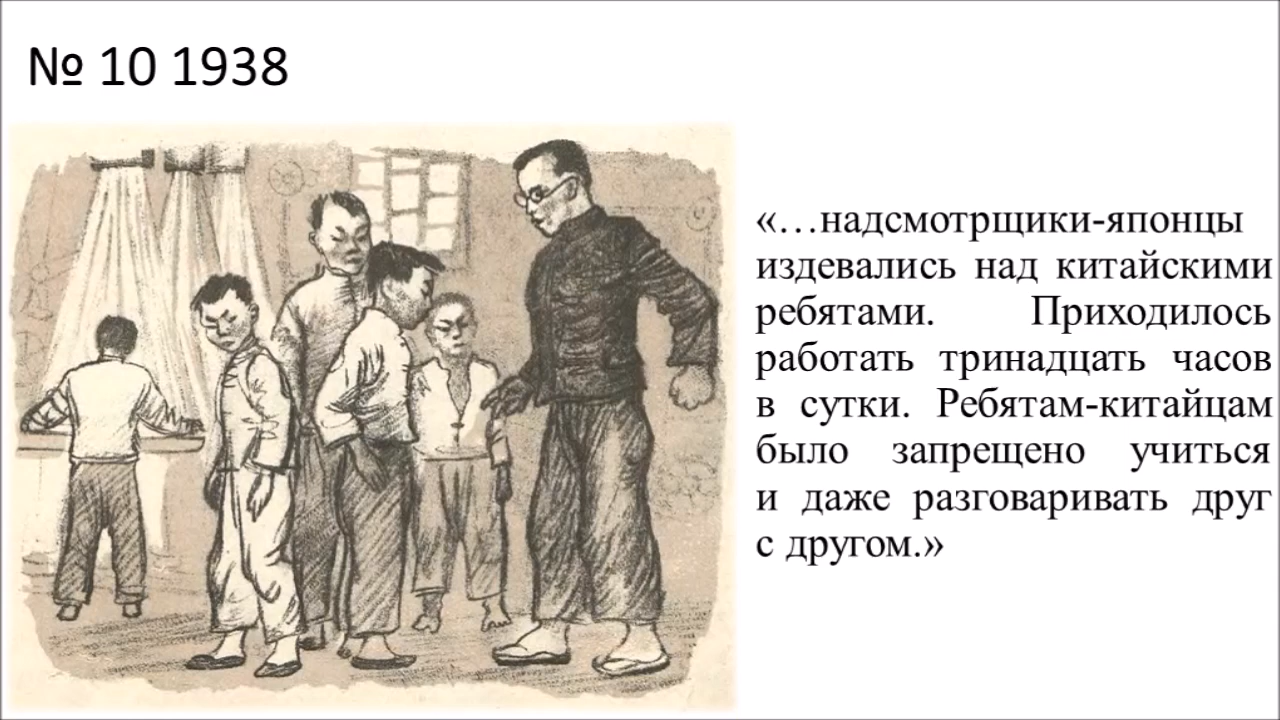 № 10 1938
«…надсмотрщики-японцы
издевались над китайскими
ребятами. Приходилось
работать тринадцать часов
в сутки. Ребятам-китайцам
было запрещено учиться
и даже разговаривать друг
с другом.»